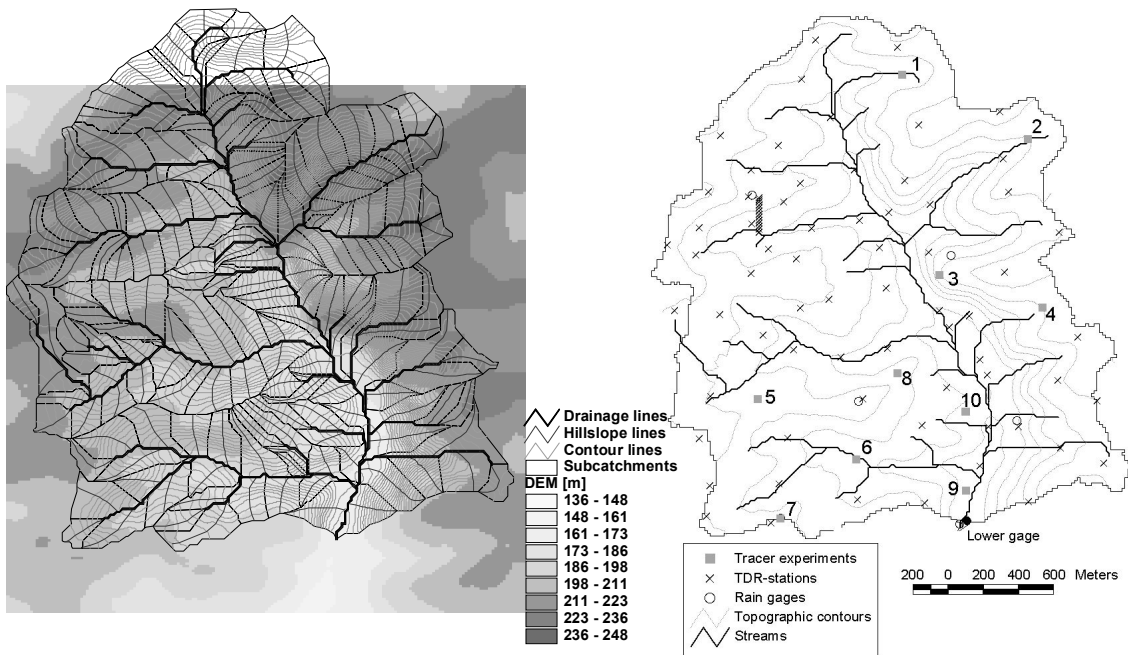 1
2
3
4
5
8
10
6
9
7
Lower gage
Drainage lines
Hillslope lines
Contour lines
Subcatchments
DEM [m]
136 - 148
148 - 161
161 - 173
173 - 186
186 - 198
198 - 211
211 - 223
223 - 236
236 - 248
Tracer experiments
TDR-stations
Rain gages
Topographic contours
Streams
200 0 200 400 600 Meters